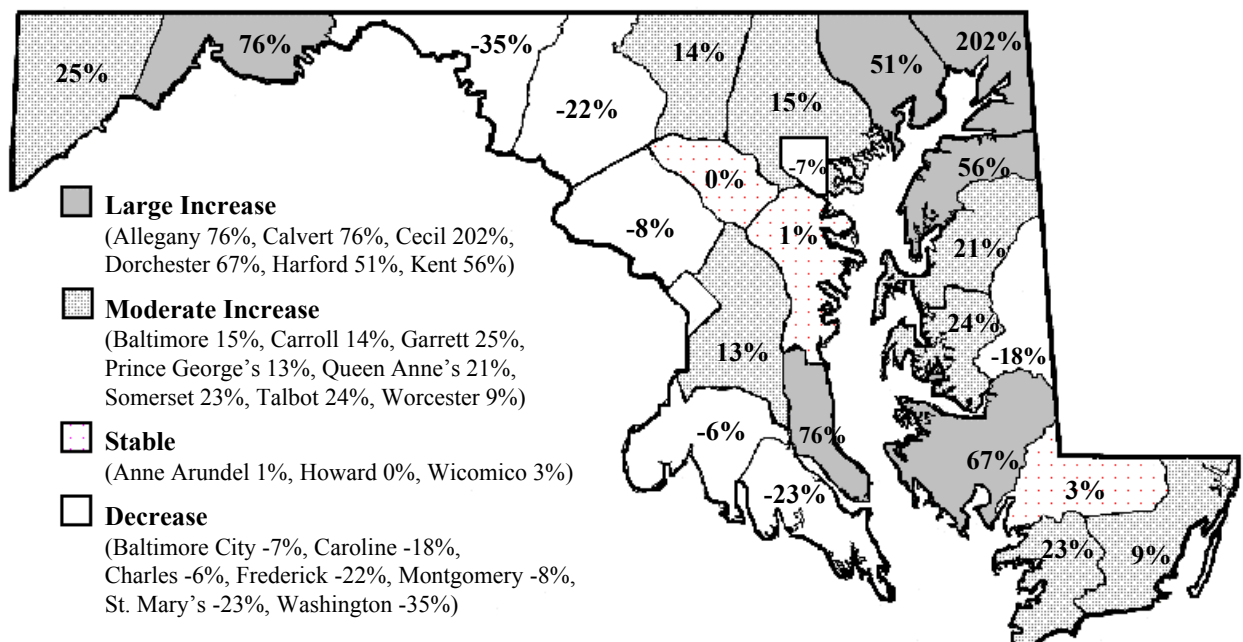 -35%
202%
76%
14%
51%
25%
15%
-22%
-7%
56%
0%
-8%
1%
21%
24%
13%
-18%
-6%
76%
67%
-23%
3%
23%
9%
Large Increase
(Allegany 76%, Calvert 76%, Cecil 202%,
Dorchester 67%, Harford 51%, Kent 56%)
Moderate Increase
(Baltimore 15%, Carroll 14%, Garrett 25%,
Prince George’s 13%, Queen Anne’s 21%,
Somerset 23%, Talbot 24%, Worcester 9%)
Stable
(Anne Arundel 1%, Howard 0%, Wicomico 3%)
Decrease
(Baltimore City -7%, Caroline -18%,
Charles -6%, Frederick -22%, Montgomery -8%,
St. Mary’s -23%, Washington -35%)